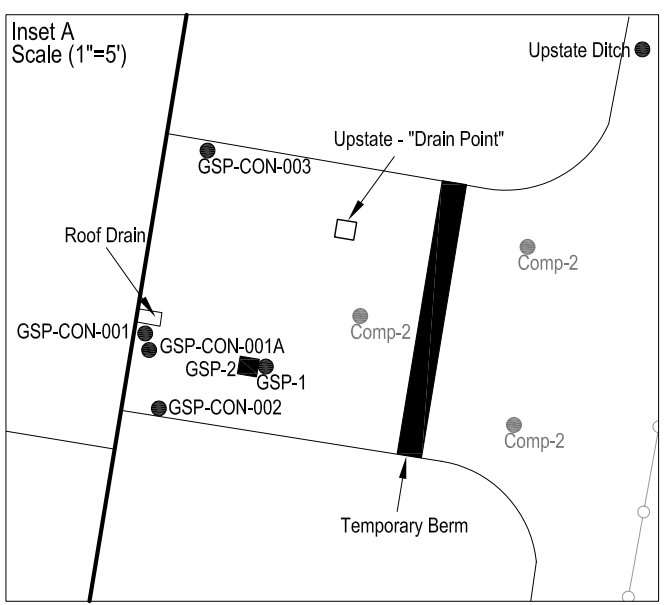 Inset A
Scale (1"=5')
Upstate Ditch
Upstate - "Drain Point"
GSP-CON-003
Roof Drain
Comp-2
GSP-CON-001
Comp-2
GSP-CON-001A
GSP-2
GSP-1
GSP-CON-002
Comp-2
Temporary Berm